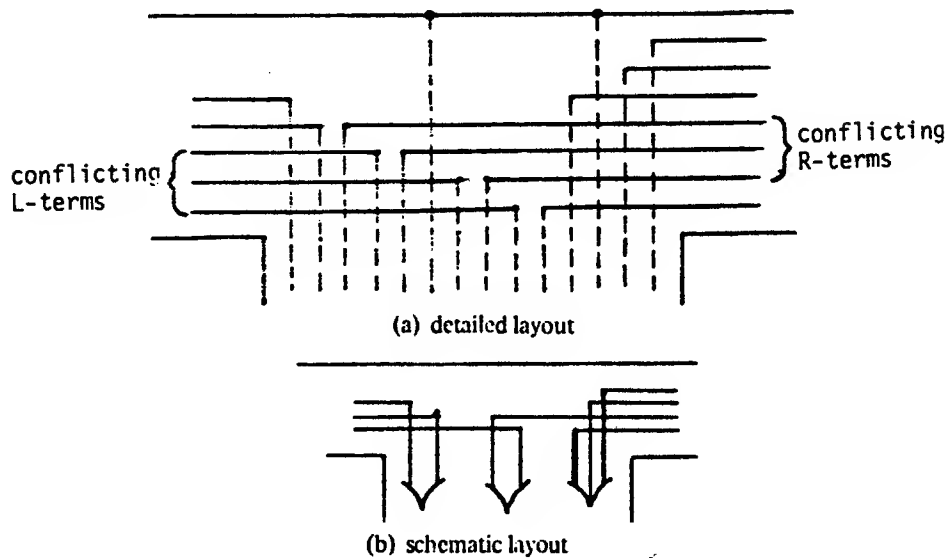 conflicting
R-terms
conflicting
L-terms
(a) detailed layout
(b) schematic layout